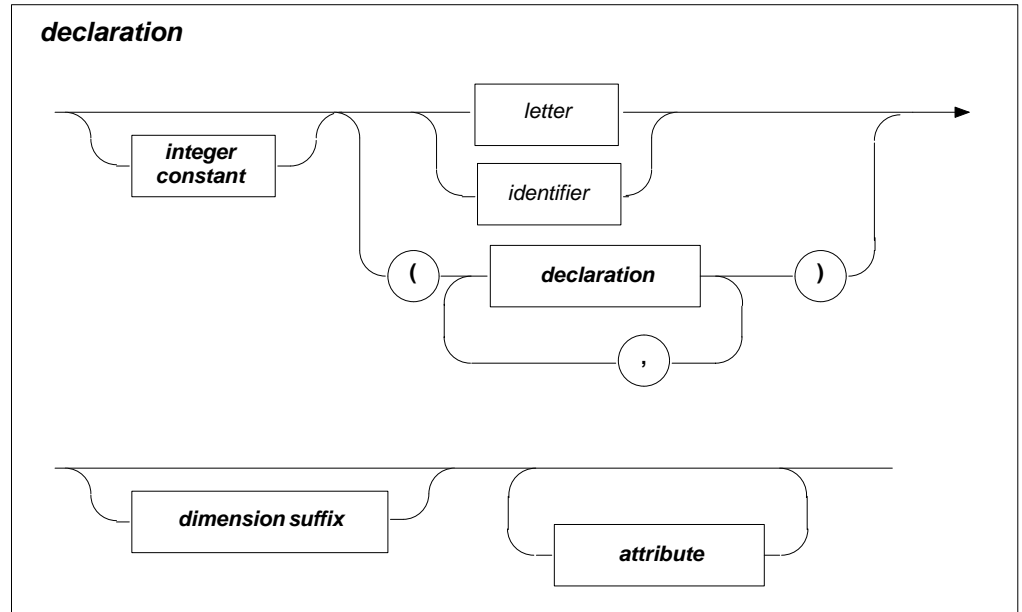 declaration
letter
integer
constant
identifier
(
declaration
)
,
dimension suffix
attribute